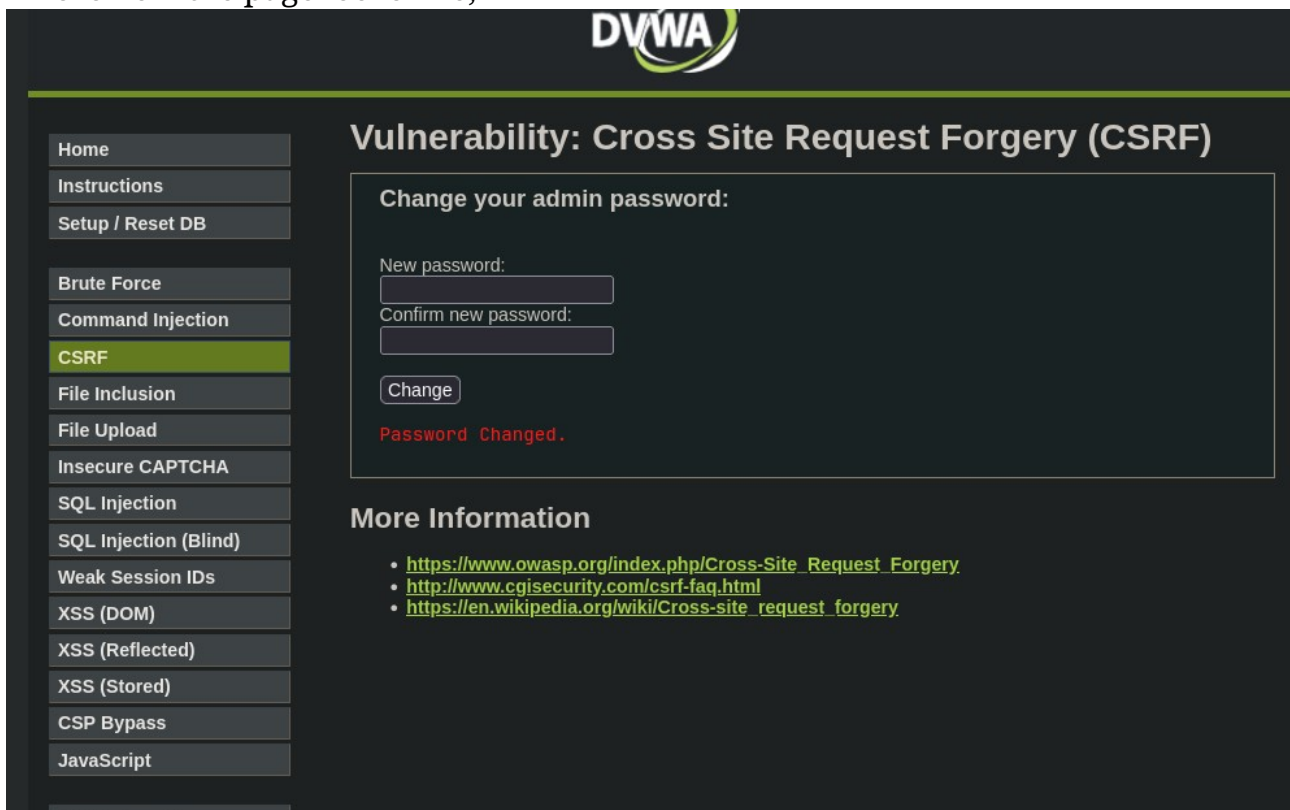 DVWA
Vulnerability: Cross Site Request Forgery (CSRF)
Home
Instructions
Setup / Reset DB
Brute Force
Command Injection
CSRF
File Inclusion
File Upload
Insecure CAPTCHA
SQL Injection
SQL Injection (Blind)
Weak Session IDs
XSS (DOM)
XSS (Reflected)
XSS (Stored)
CSP Bypass
JavaScript
Change your admin password:
New password:
Confirm new password:
Change
Password Changed.
More Information
https://www.owasp.org/index.php/Cross-Site_Request_Forgery
http://www.cgisecurity.com/csrf-faq.html
https://en.wikipedia.org/wiki/Cross-site_request_forgery